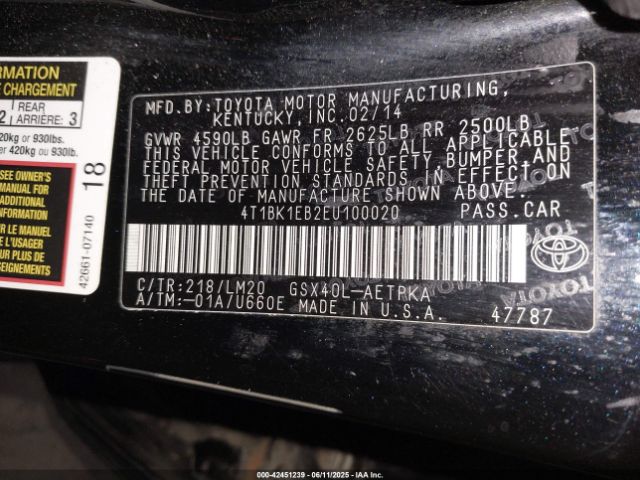 ORMATION
E CHARGEMENT
2 REAR ARRIÈRE: 3
420kg or 930lbs.
er 420kg ou 930lb.
SEE OWNER'S
MANUAL FOR
ADDITIONAL
INFORMATION
OIR LE MANUEL
L'USAGER
PLUS DE
SEIGNEMENTS
18
42661-07140
MFD.BY:TOYOTA MOTOR MANUFACTURING,
KENTUCKY, INC.02/14
GVWR 4590LB GAWR FR 2625LB RR 2500LB
THIS VEHICLE CONFORMS TO ALL APPLICABLE
FEDERAL MOTOR VEHICLE SAFETY, BUMPER, AND
THEFT PREVENTION STANDARDS IN EFFECT ON
THE DATE OF MANUFACTURE SHOWN ABOVE.
4T1BK1EB2EU100020 PASS.CAR
TOYOTA
C/TR:218/LM20 GSX40L-AETPKA
A/TM:-01A/U660E MADE IN U.S.A.
47787
000-42451239 - 06/11/2025 - IAA Inc.